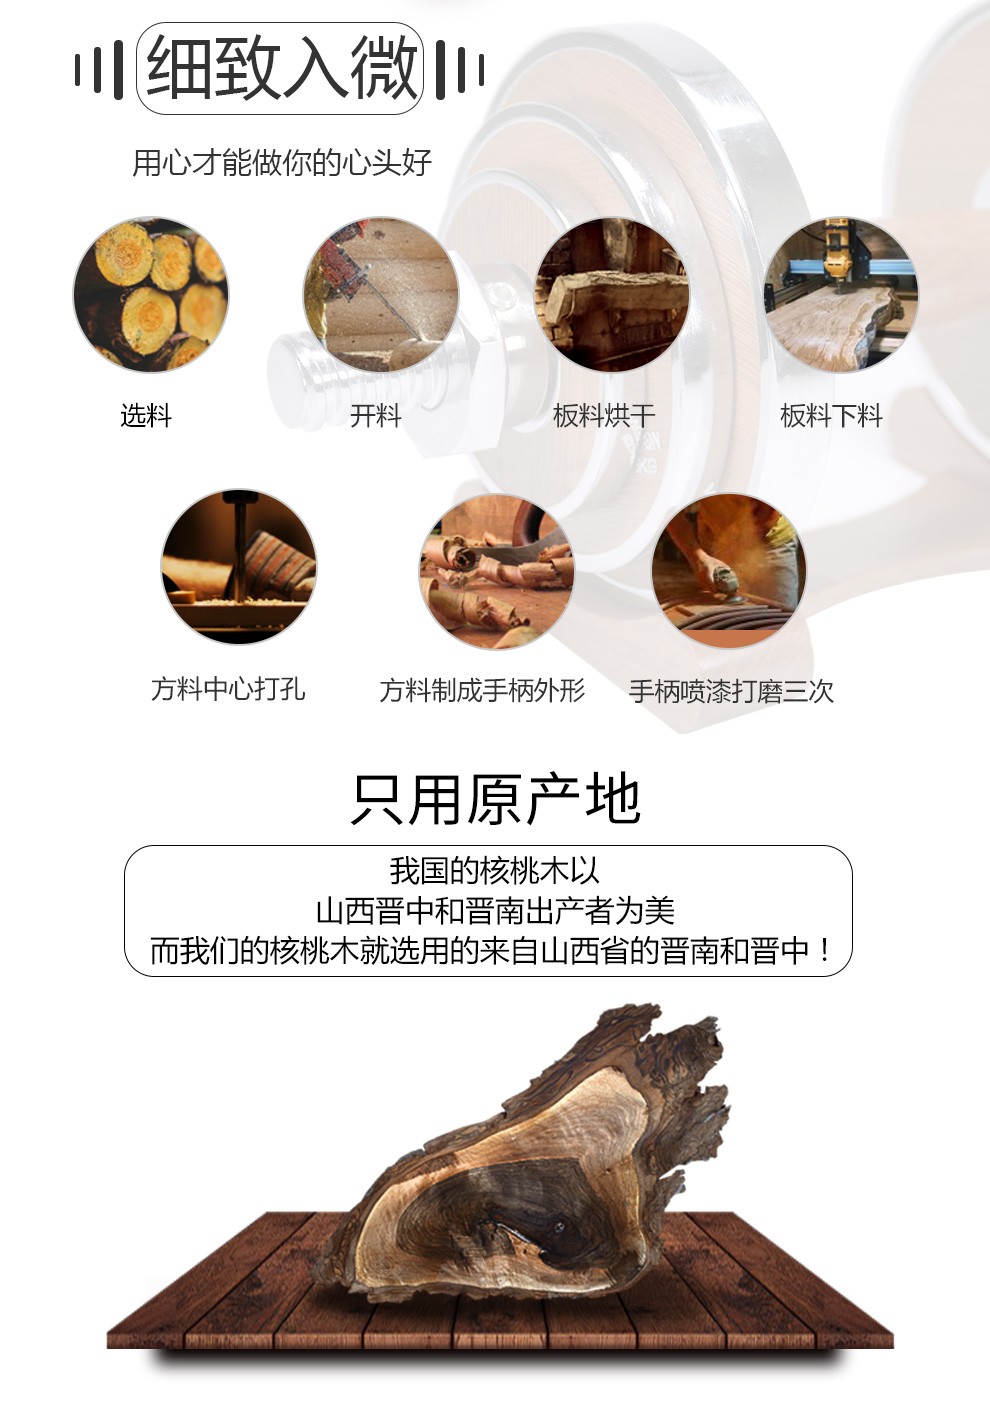 细致入微
用心才能做你的心头好
选料
开料
板料烘干
板料下料
方料中心打孔
方料制成手柄外形
手柄喷漆打磨三次
只用原产地
我国的核桃木以
山西晋中和晋南出产者为美
而我们的核桃木就选用的来自山西省的晋南和晋中！